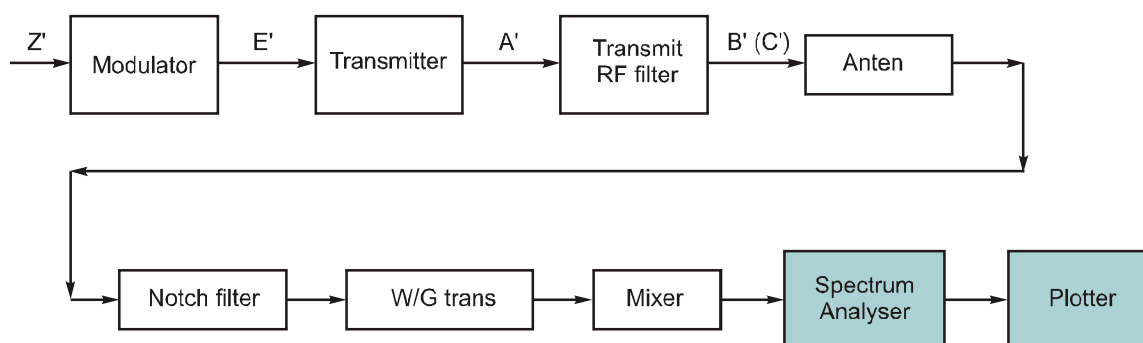 Z'
Modulator
E'
Transmitter
A'
Transmit
RF filter
B' (C')
Anten
Notch filter
W/G trans
Mixer
Spectrum
Analyser
Plotter